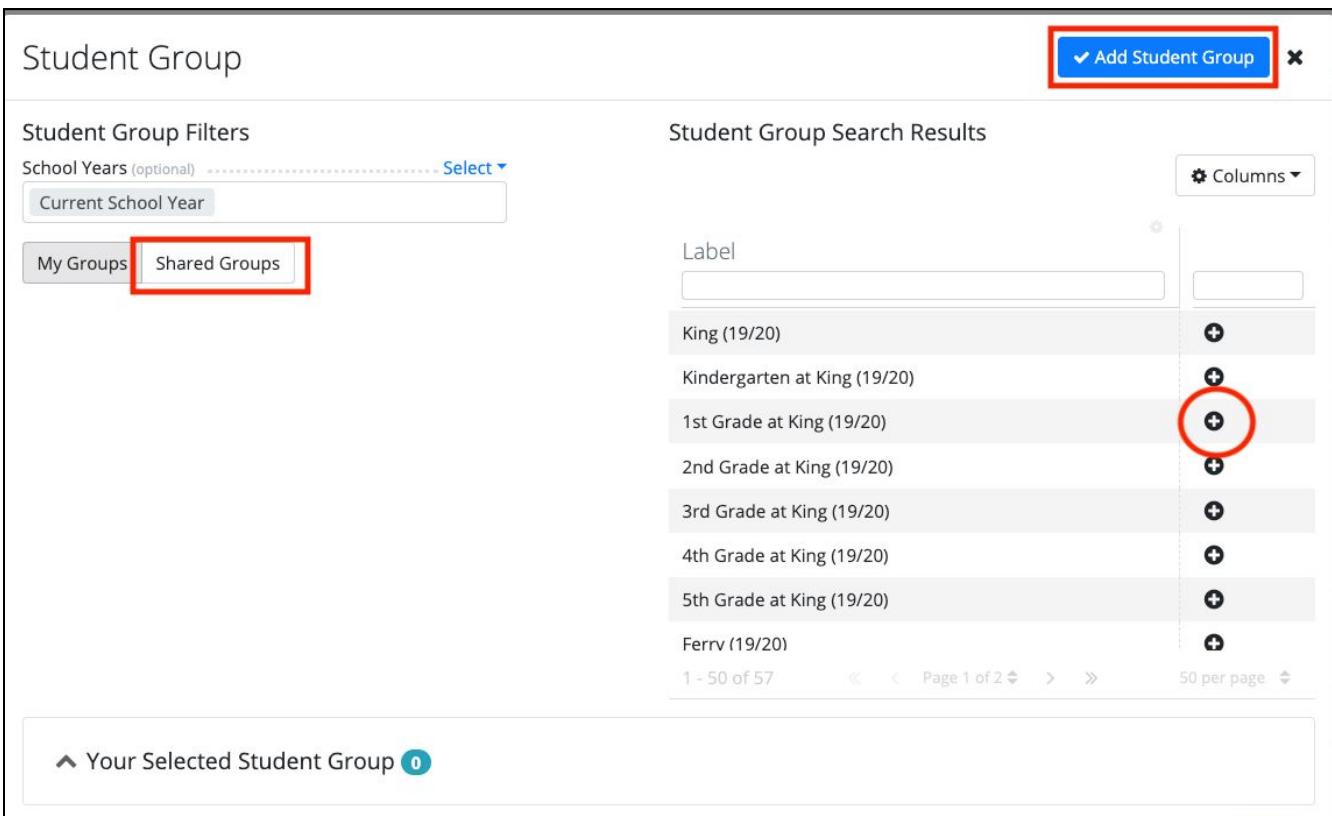 Student Group
Add Student Group
Student Group Filters
School Years (optional) Select
Current School Year
My Groups Shared Groups
Student Group Search Results
Columns
Label
King (19/20)
Kindergarten at King (19/20)
1st Grade at King (19/20)
2nd Grade at King (19/20)
3rd Grade at King (19/20)
4th Grade at King (19/20)
5th Grade at King (19/20)
Ferry (19/20)
1 - 50 of 57 « < Page 1 of 2 > » 50 per page
Your Selected Student Group 0